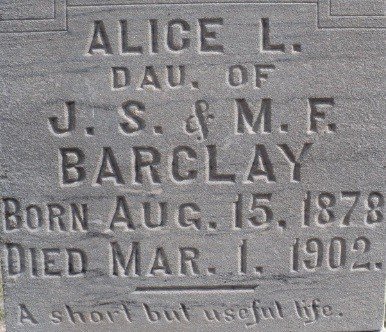 ALICE L.
DAU. OF
J. S. & M. F.
BARCLAY
BORN AUG. 15, 1878
DIED MAR. 1, 1902.
A short but useful life.